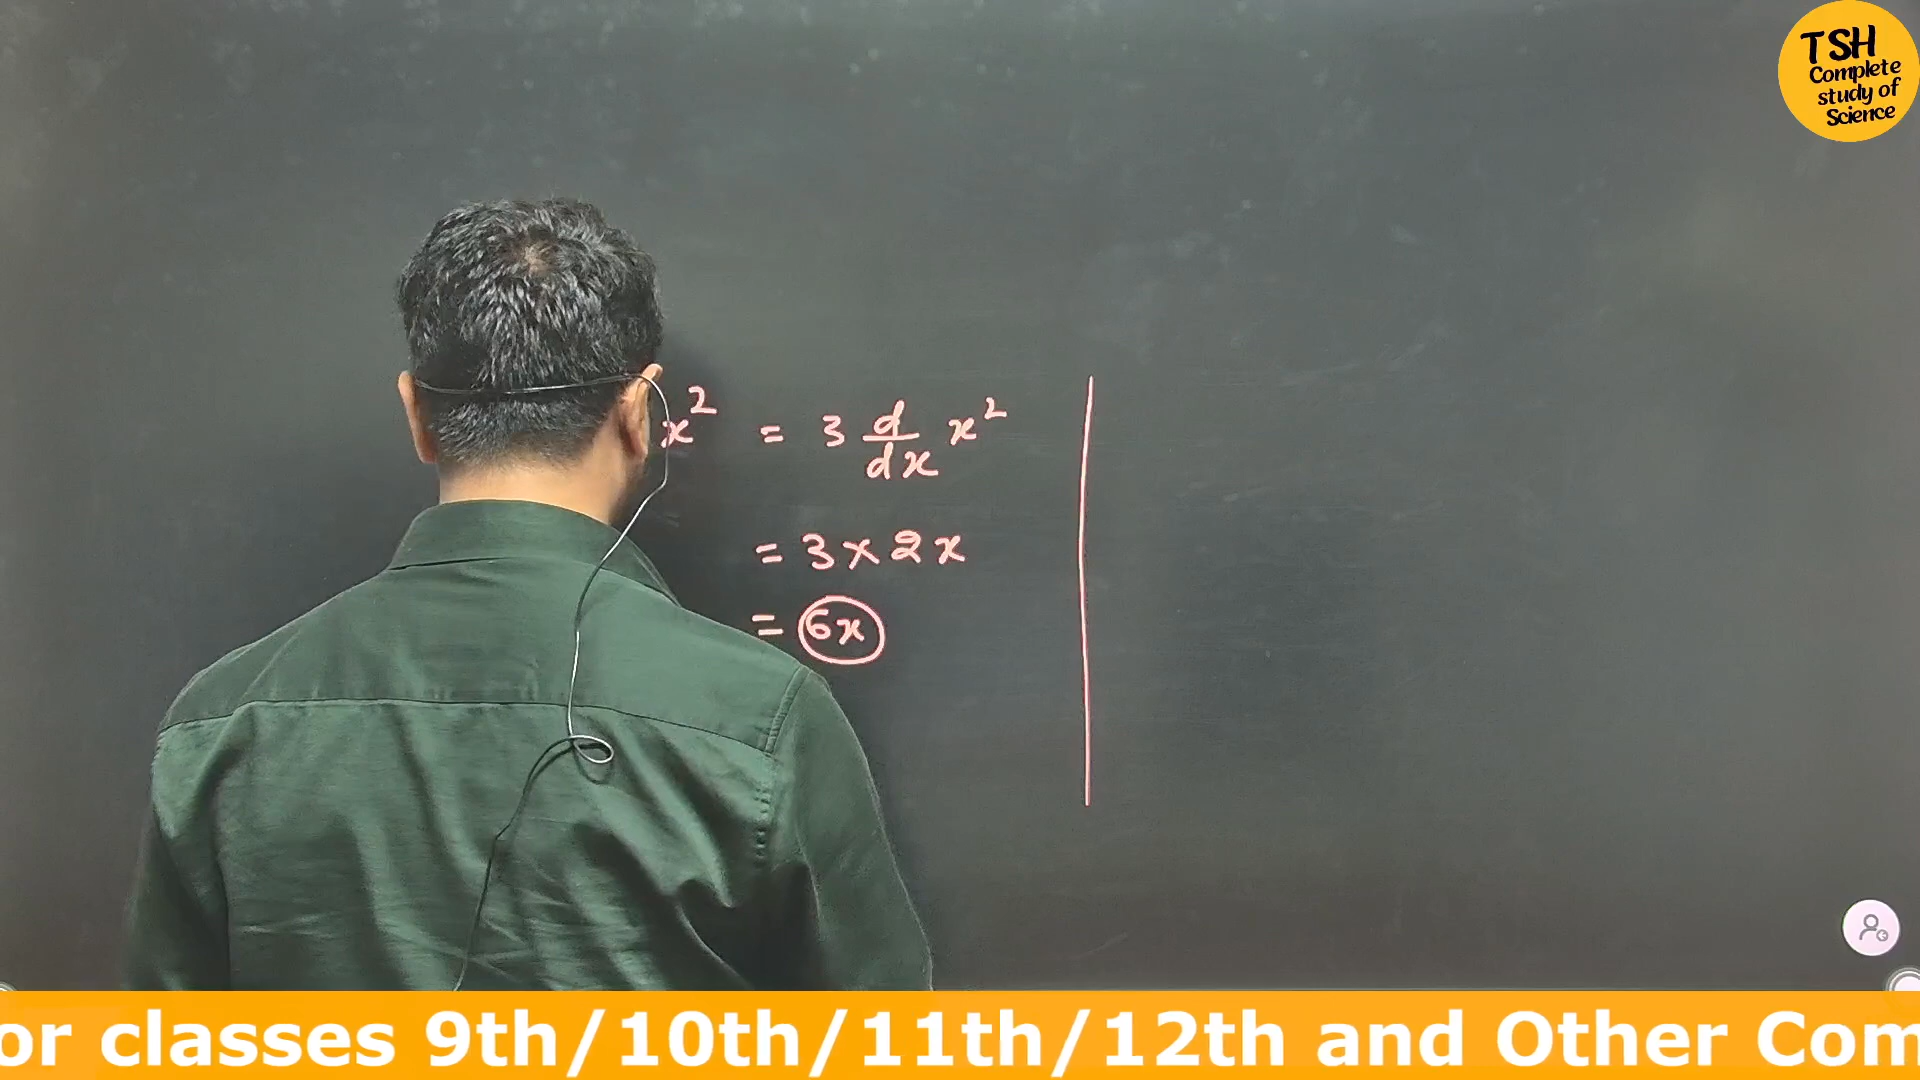 TSH
Complete
study of
Science
x² = 3 d/dx x²
= 3 × 2x
= 6x
or classes 9th/10th/11th/12th and Other Com